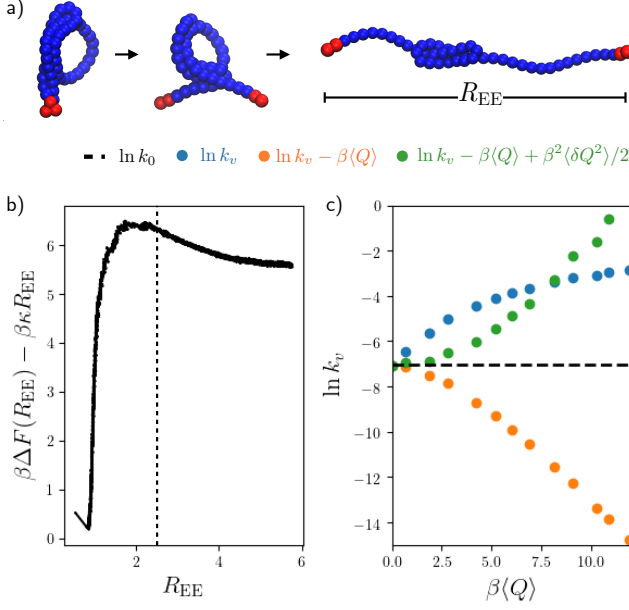 a)
R_EE
ln k_0 ln k_v ln k_v − β⟨Q⟩ ln k_v − β⟨Q⟩ + β²⟨δQ²⟩/2
b)
βΔF(R_EE) − βκR_EE
6
5
4
3
2
1
0
2 4 6
R_EE
c)
ln k_v
0
−2
−4
−6
−8
−10
−12
−14
0.0 2.5 5.0 7.5 10.0
β⟨Q⟩